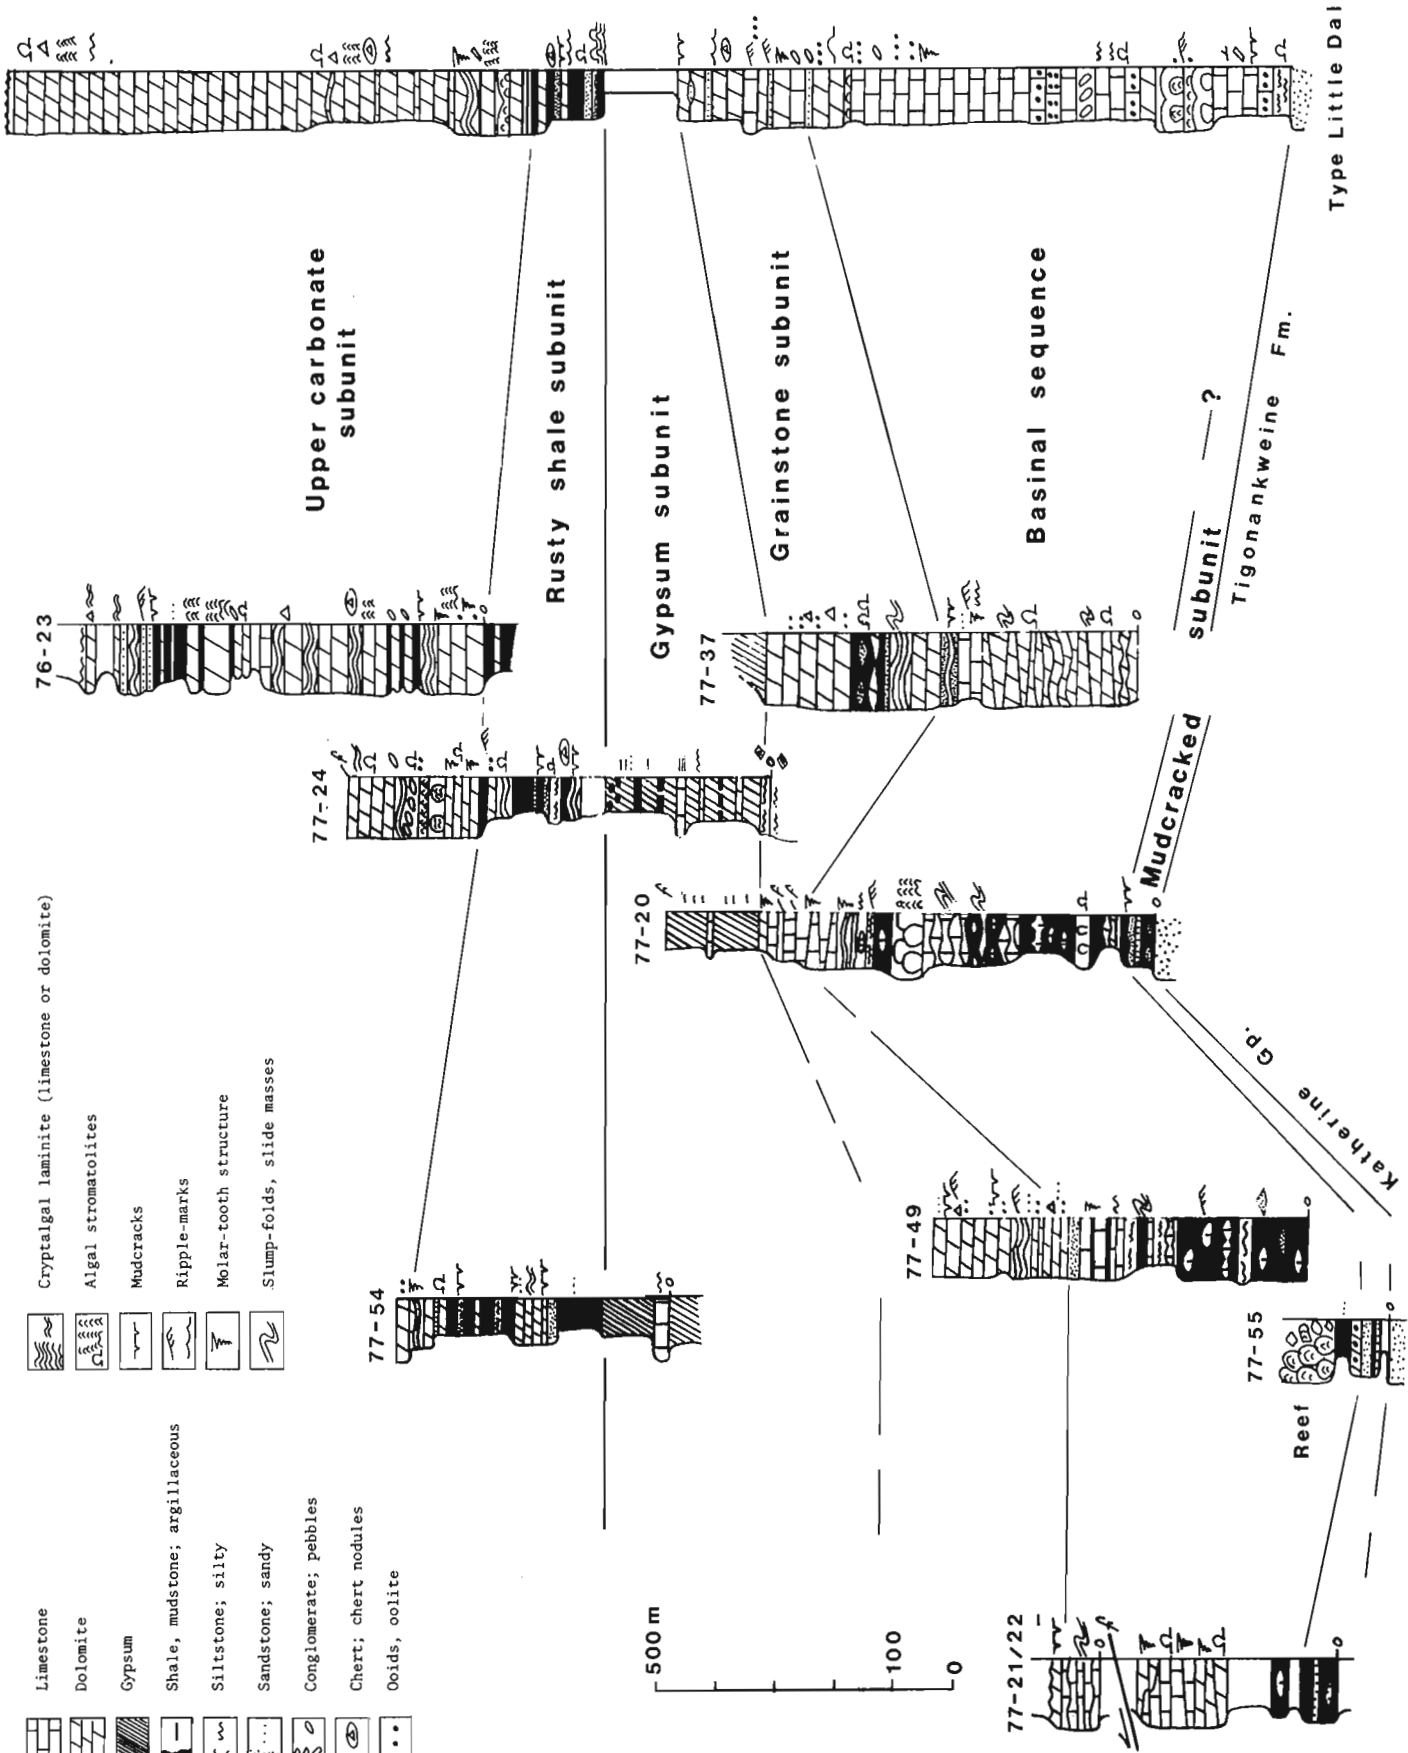 Limestone
Dolomite
Gypsum
Shale, mudstone; argillaceous
Siltstone; silty
Sandstone; sandy
Conglomerate; pebbles
Chert; chert nodules
Ooids, oolite
Cryptalgal laminite (limestone or dolomite)
Algal stromatolites
Mudcracks
Ripple-marks
Molar-tooth structure
Slump-folds, slide masses
500 m
100
0
77-21/22
77-55
Reef
77-54
77-49
77-20
77-24
77-37
76-23
Type Little Dal
Upper carbonate
subunit
Rusty shale subunit
Gypsum subunit
Grainstone subunit
Basinal sequence
Mudcracked subunit — ?
Tigonankweine Fm.
Katherine Gp.